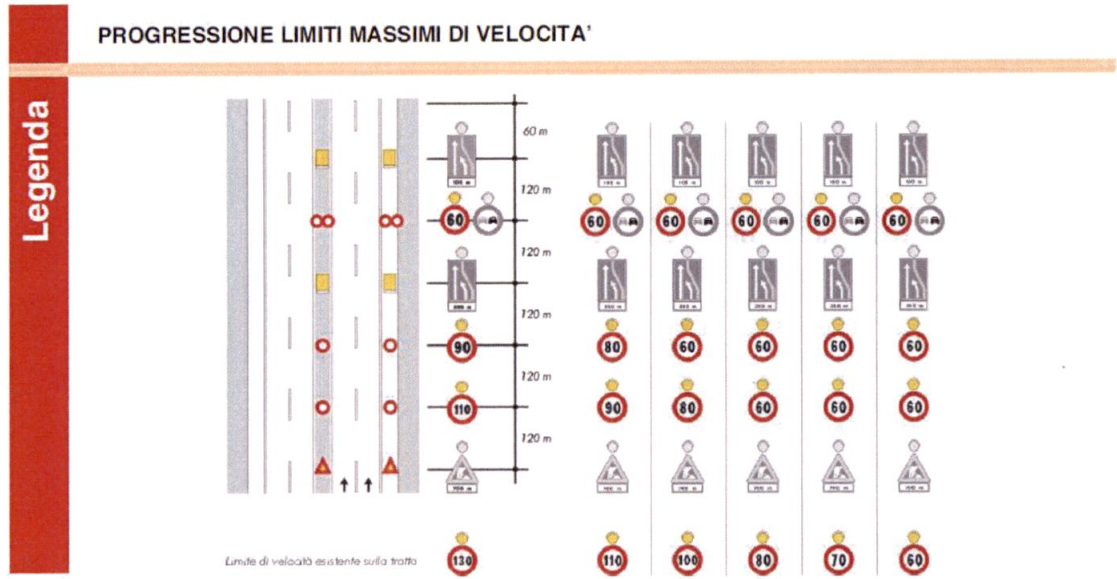 PROGRESSIONE LIMITI MASSIMI DI VELOCITA'
Legenda
60 m
120 m
60 60 60 60 60 60
120 m
120 m
90 80 60 60 60 60
120 m
110 90 80 60 60 60
120 m
Limite di velocità esistente sulla tratta 130 110 100 80 70 60